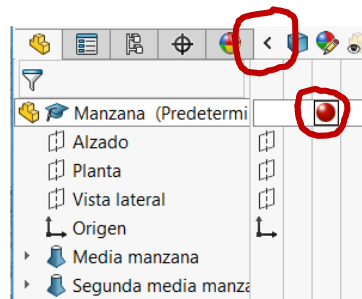 Manzana (Predetermi
Alzado
Planta
Vista lateral
Origen
Media manzana
Segunda media manza